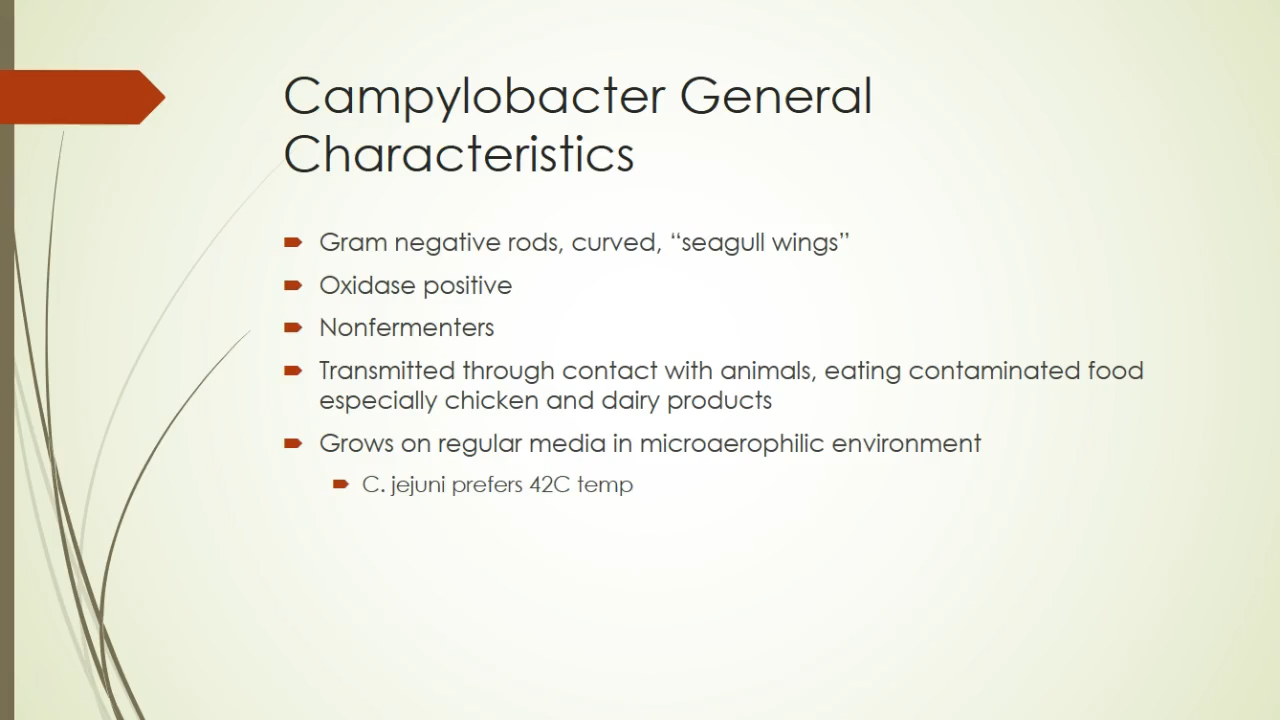 Campylobacter General
Characteristics
Gram negative rods, curved, “seagull wings”
Oxidase positive
Nonfermenters
Transmitted through contact with animals, eating contaminated food
especially chicken and dairy products
Grows on regular media in microaerophilic environment
C. jejuni prefers 42C temp